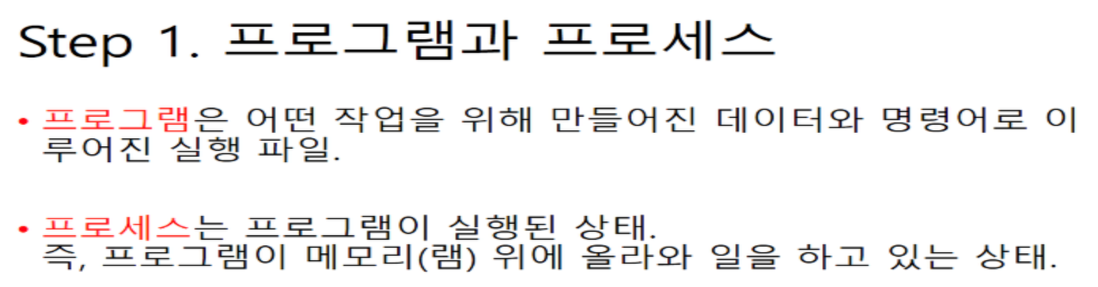 Step 1. 프로그램과 프로세스
• 프로그램은 어떤 작업을 위해 만들어진 데이터와 명령어로 이
루어진 실행 파일.
• 프로세스는 프로그램이 실행된 상태.
즉, 프로그램이 메모리(램) 위에 올라와 일을 하고 있는 상태.